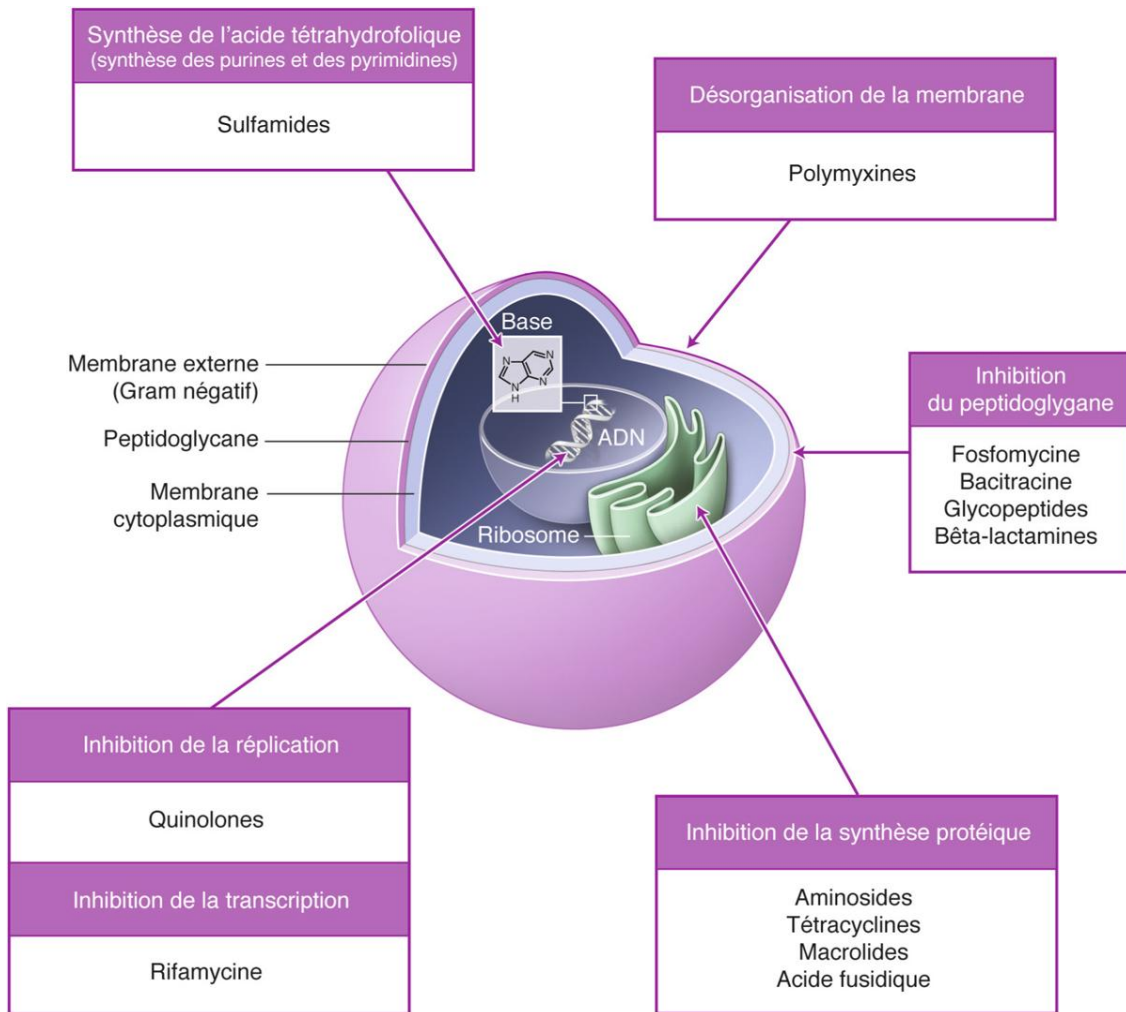 Synthèse de l'acide tétrahydrofolique
(synthèse des purines et des pyrimidines)
Sulfamides
Désorganisation de la membrane
Polymyxines
Base
N
N
N
N
H
ADN
Ribosome
Membrane externe
(Gram négatif)
Peptidoglycane
Membrane
cytoplasmique
Inhibition
du peptidoglygane
Fosfomycine
Bacitracine
Glycopeptides
Bêta-lactamines
Inhibition de la réplication
Quinolones
Inhibition de la transcription
Rifamycine
Inhibition de la synthèse protéique
Aminosides
Tétracyclines
Macrolides
Acide fusidique